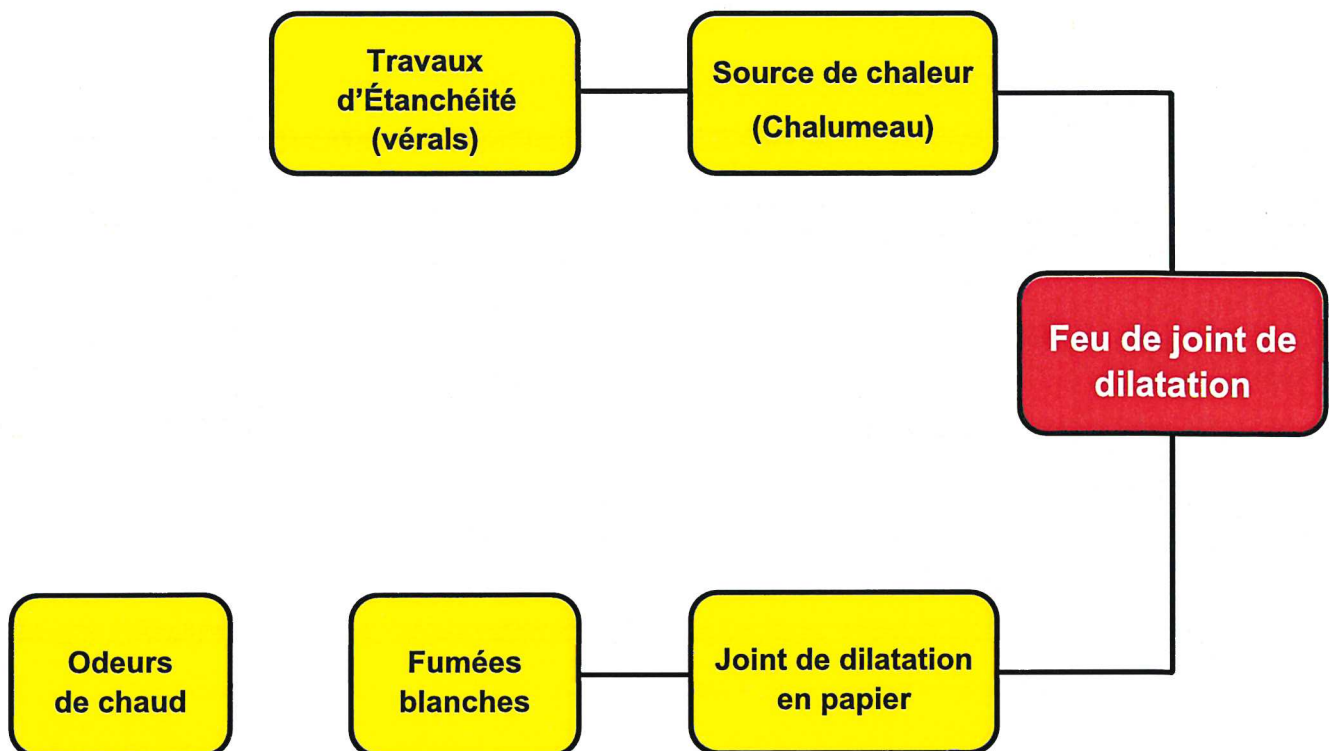 Travaux
d’Étanchéité
(vérals)
Source de chaleur
(Chalumeau)
Feu de joint de
dilatation
Odeurs
de chaud
Fumées
blanches
Joint de dilatation
en papier